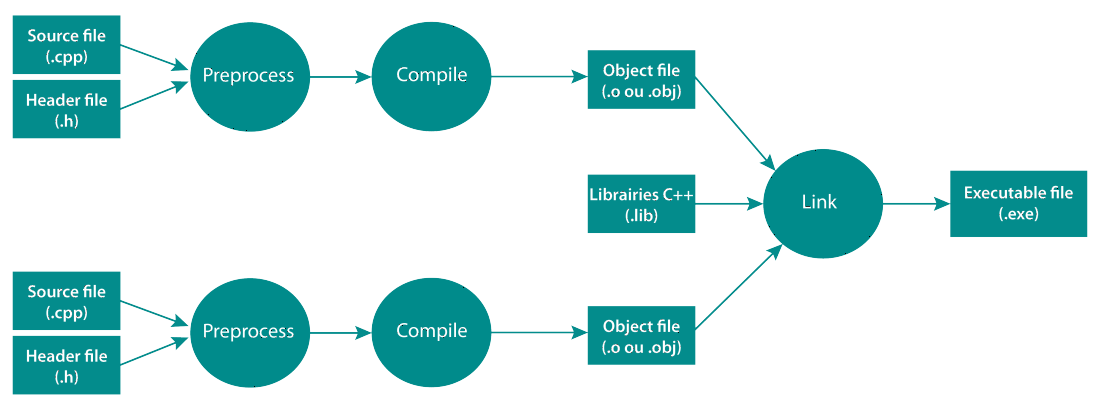 Source file
(.cpp)
Header file
(.h)
Preprocess
Compile
Object file
(.o ou .obj)
Librairies C++
(.lib)
Link
Executable file
(.exe)
Source file
(.cpp)
Header file
(.h)
Preprocess
Compile
Object file
(.o ou .obj)